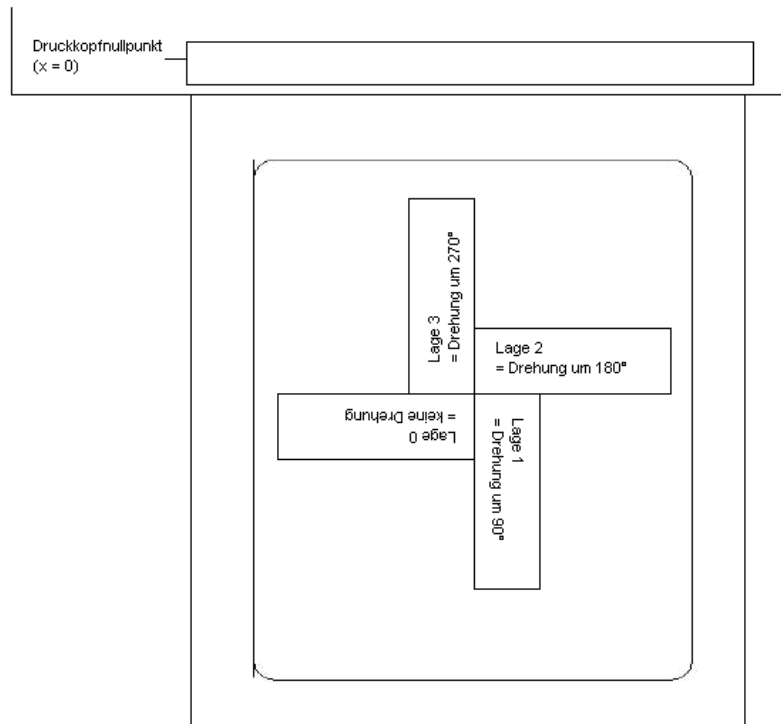 Druckkopfnullpunkt
(x = 0)
Lage 3
= Drehung um 270°
Lage 2
= Drehung um 180°
Lage 0
= keine Drehung
Lage 1
= Drehung um 90°